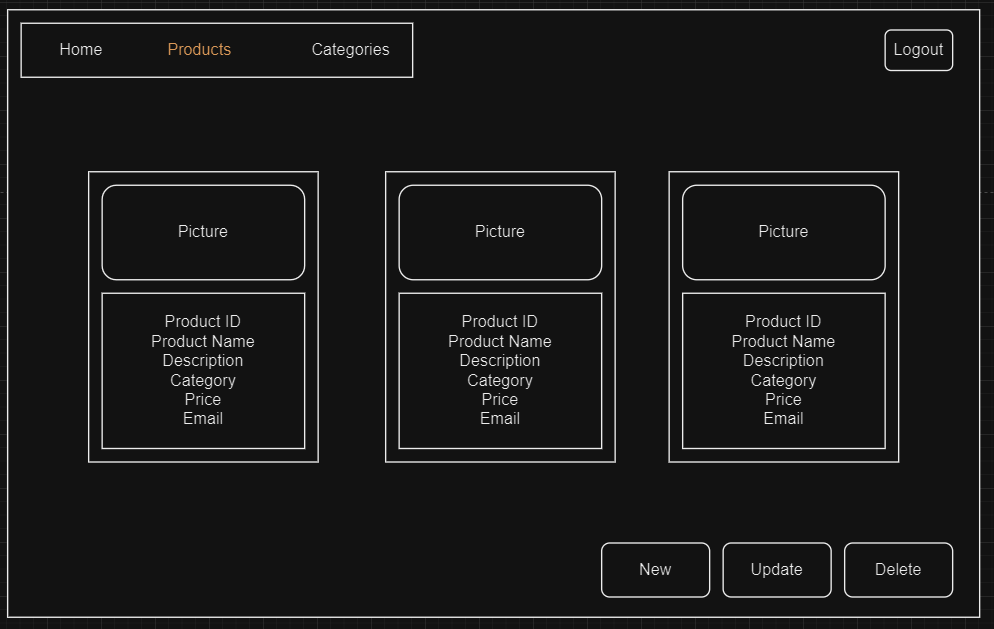 Home Products Categories Logout
Picture
Product ID
Product Name
Description
Category
Price
Email
Picture
Product ID
Product Name
Description
Category
Price
Email
Picture
Product ID
Product Name
Description
Category
Price
Email
New Update Delete